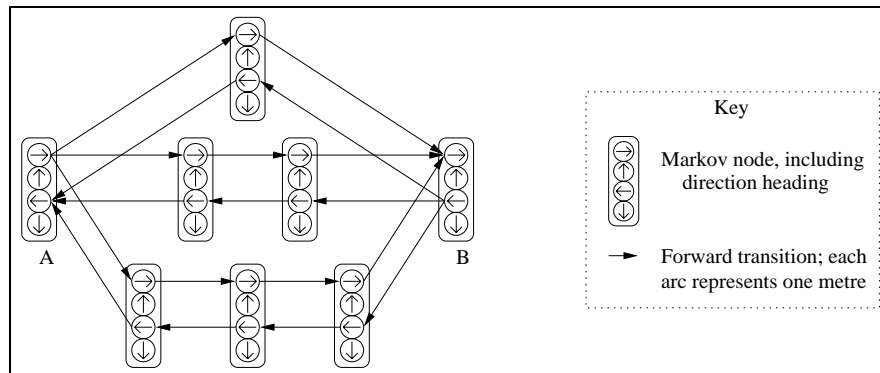 A
B
Key
Markov node, including
direction heading
Forward transition; each
arc represents one metre